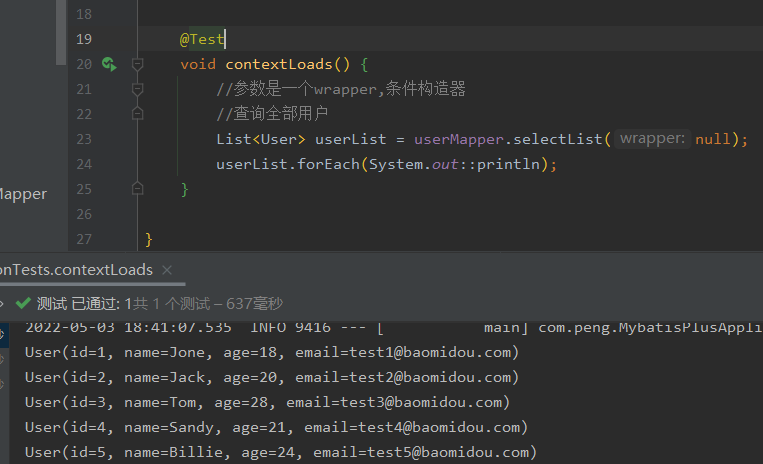 18
19 @Test
20 void contextLoads() {
21 //参数是一个wrapper,条件构造器
22 //查询全部用户
23 List<User> userList = userMapper.selectList( wrapper: null);
24 userList.forEach(System.out::println);
25 }
Mapper
26
27 }
onTests.contextLoads ×
测试 已通过: 1共 1 个测试 – 637毫秒
2022-05-03 18:41:07.535 INFO 9416 --- [ main] com.peng.MybatisPlusAppli
User(id=1, name=Jone, age=18, email=test1@baomidou.com)
User(id=2, name=Jack, age=20, email=test2@baomidou.com)
User(id=3, name=Tom, age=28, email=test3@baomidou.com)
User(id=4, name=Sandy, age=21, email=test4@baomidou.com)
User(id=5, name=Billie, age=24, email=test5@baomidou.com)